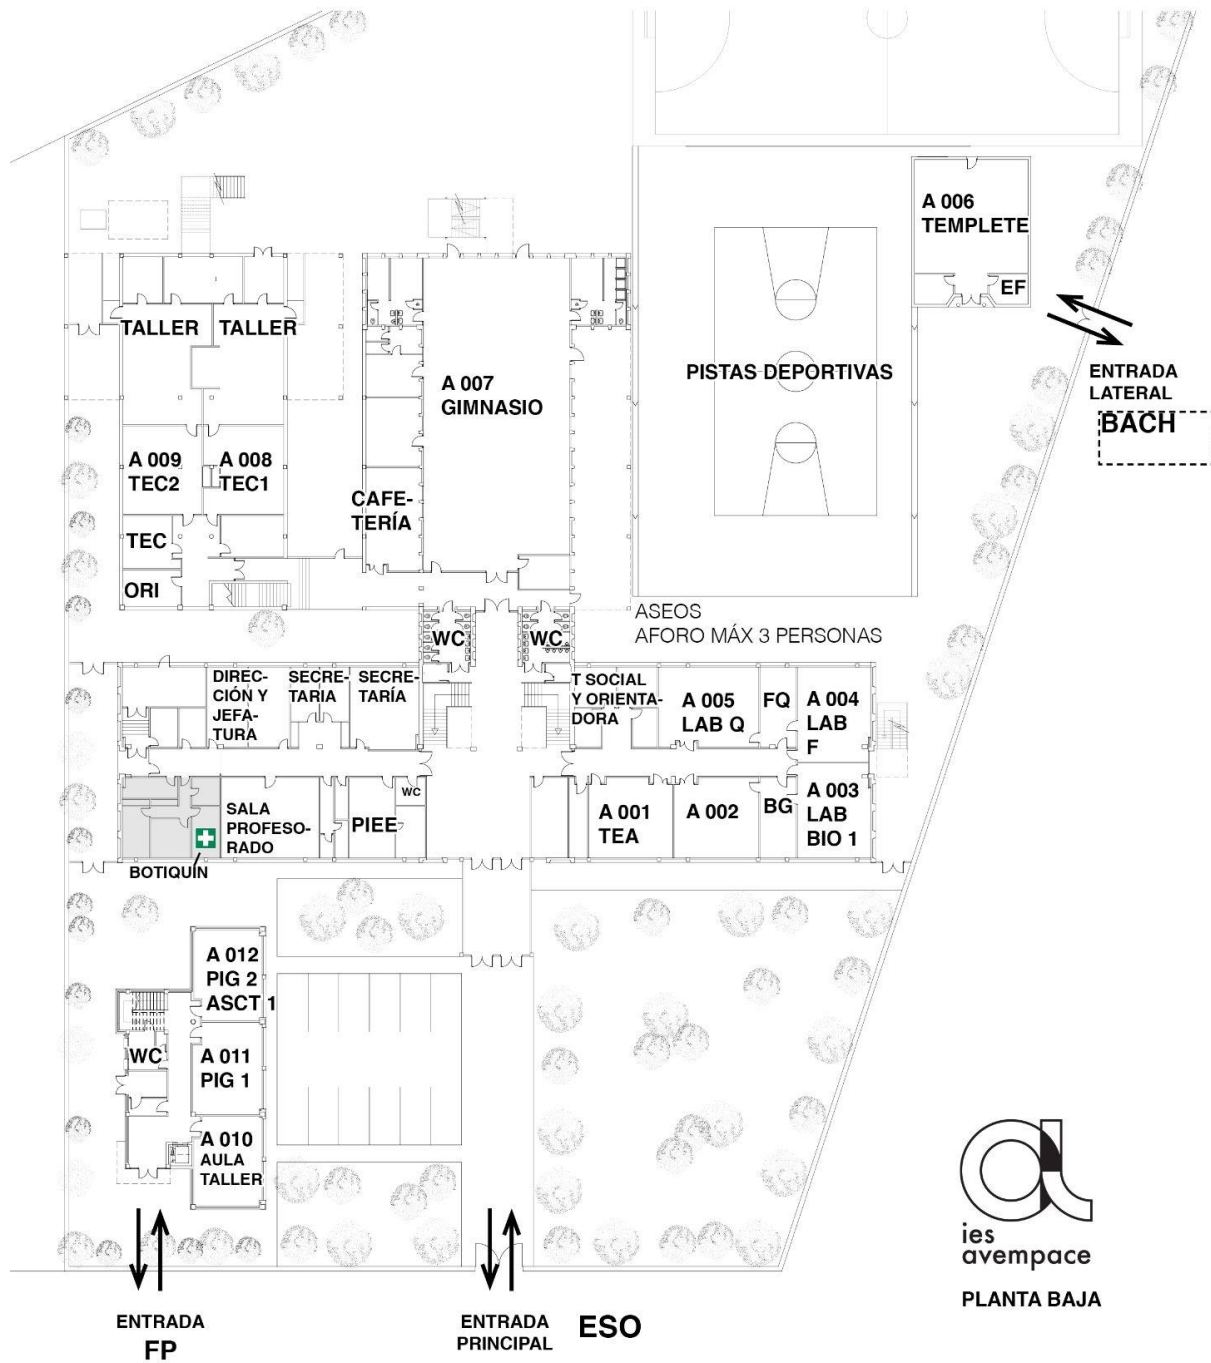 A 006
TEMPLETE
EF
TALLER
TALLER
ENTRADA
LATERAL
BACH
PISTAS DEPORTIVAS
A 007
GIMNASIO
A 009
TEC2
A 008
TEC1
CAFE-
TERÍA
TEC
ORI
ASEOS
AFORO MÁX 3 PERSONAS
WC
WC
DIREC-
CIÓN Y
JEFA-
TURA
SECRE-
TARIA
SECRE-
TARÍA
T SOCIAL
Y ORIENTA-
DORA
A 005
LAB Q
FQ
A 004
LAB
F
SALA
PROFESO-
RADO
PIEE
WC
A 001
TEA
A 002
BG
A 003
LAB
BIO 1
BOTIQUÍN
A 012
PIG 2
ASCT 1
WC
A 011
PIG 1
A 010
AULA
TALLER
ies
avempace
PLANTA BAJA
ENTRADA
FP
ENTRADA
PRINCIPAL
ESO